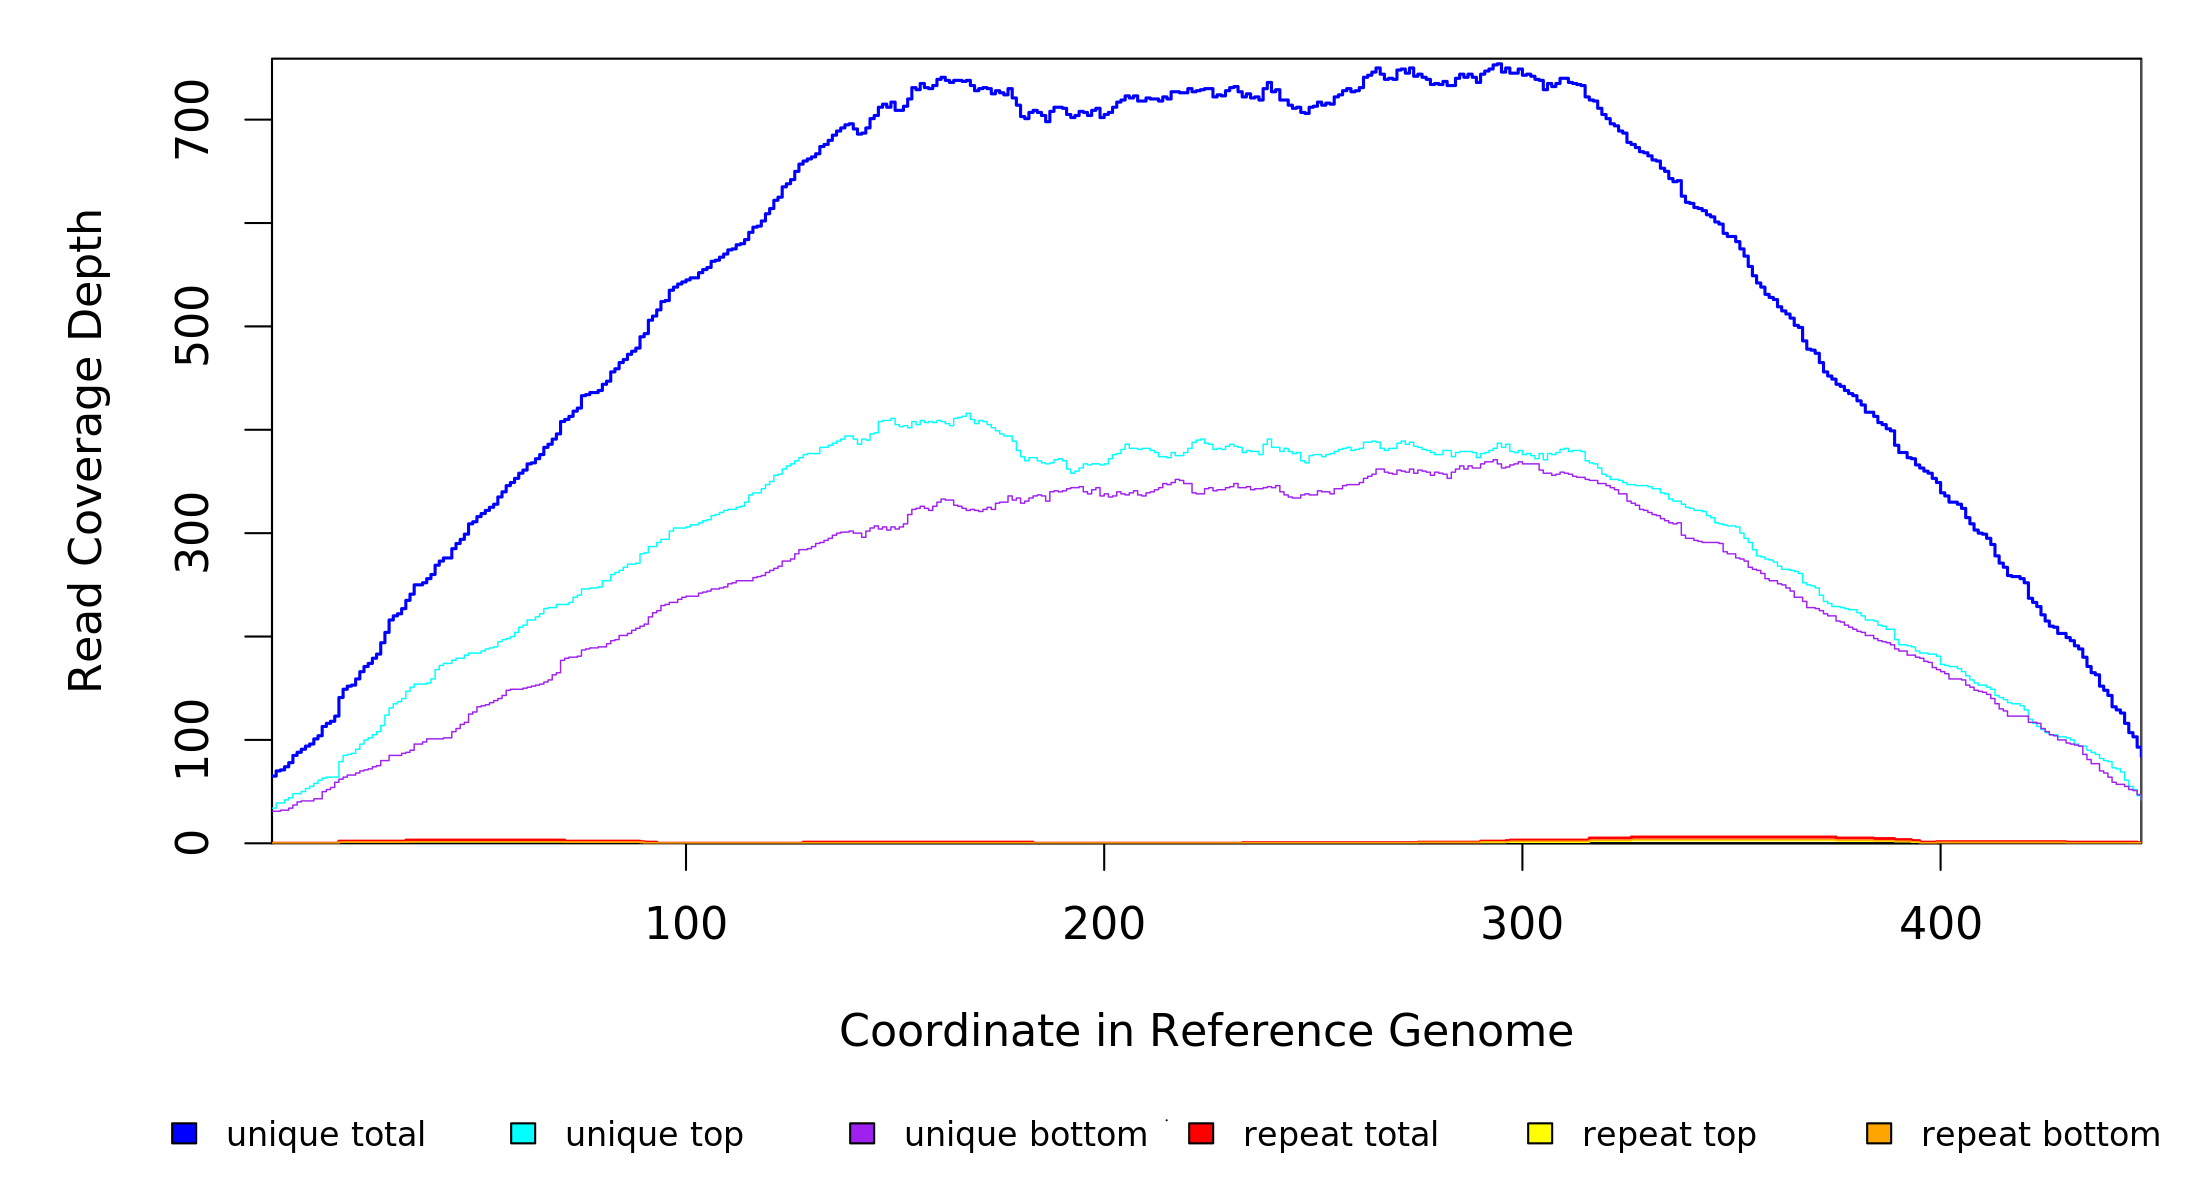 Read Coverage Depth
700
500
300
100
0
100 200 300 400
Coordinate in Reference Genome
unique total unique top unique bottom repeat total repeat top repeat bottom